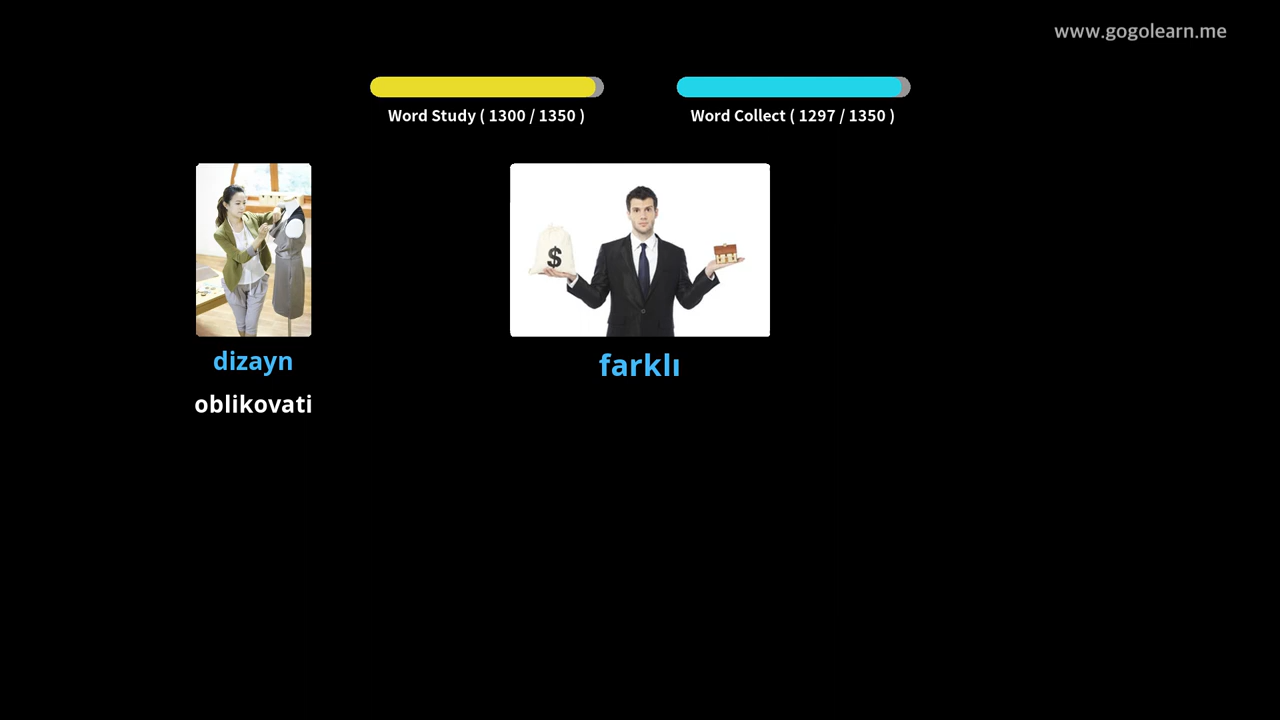 www.gogolearn.me
Word Study ( 1300 / 1350 )
Word Collect ( 1297 / 1350 )
$
dizayn
farklı
oblikovati